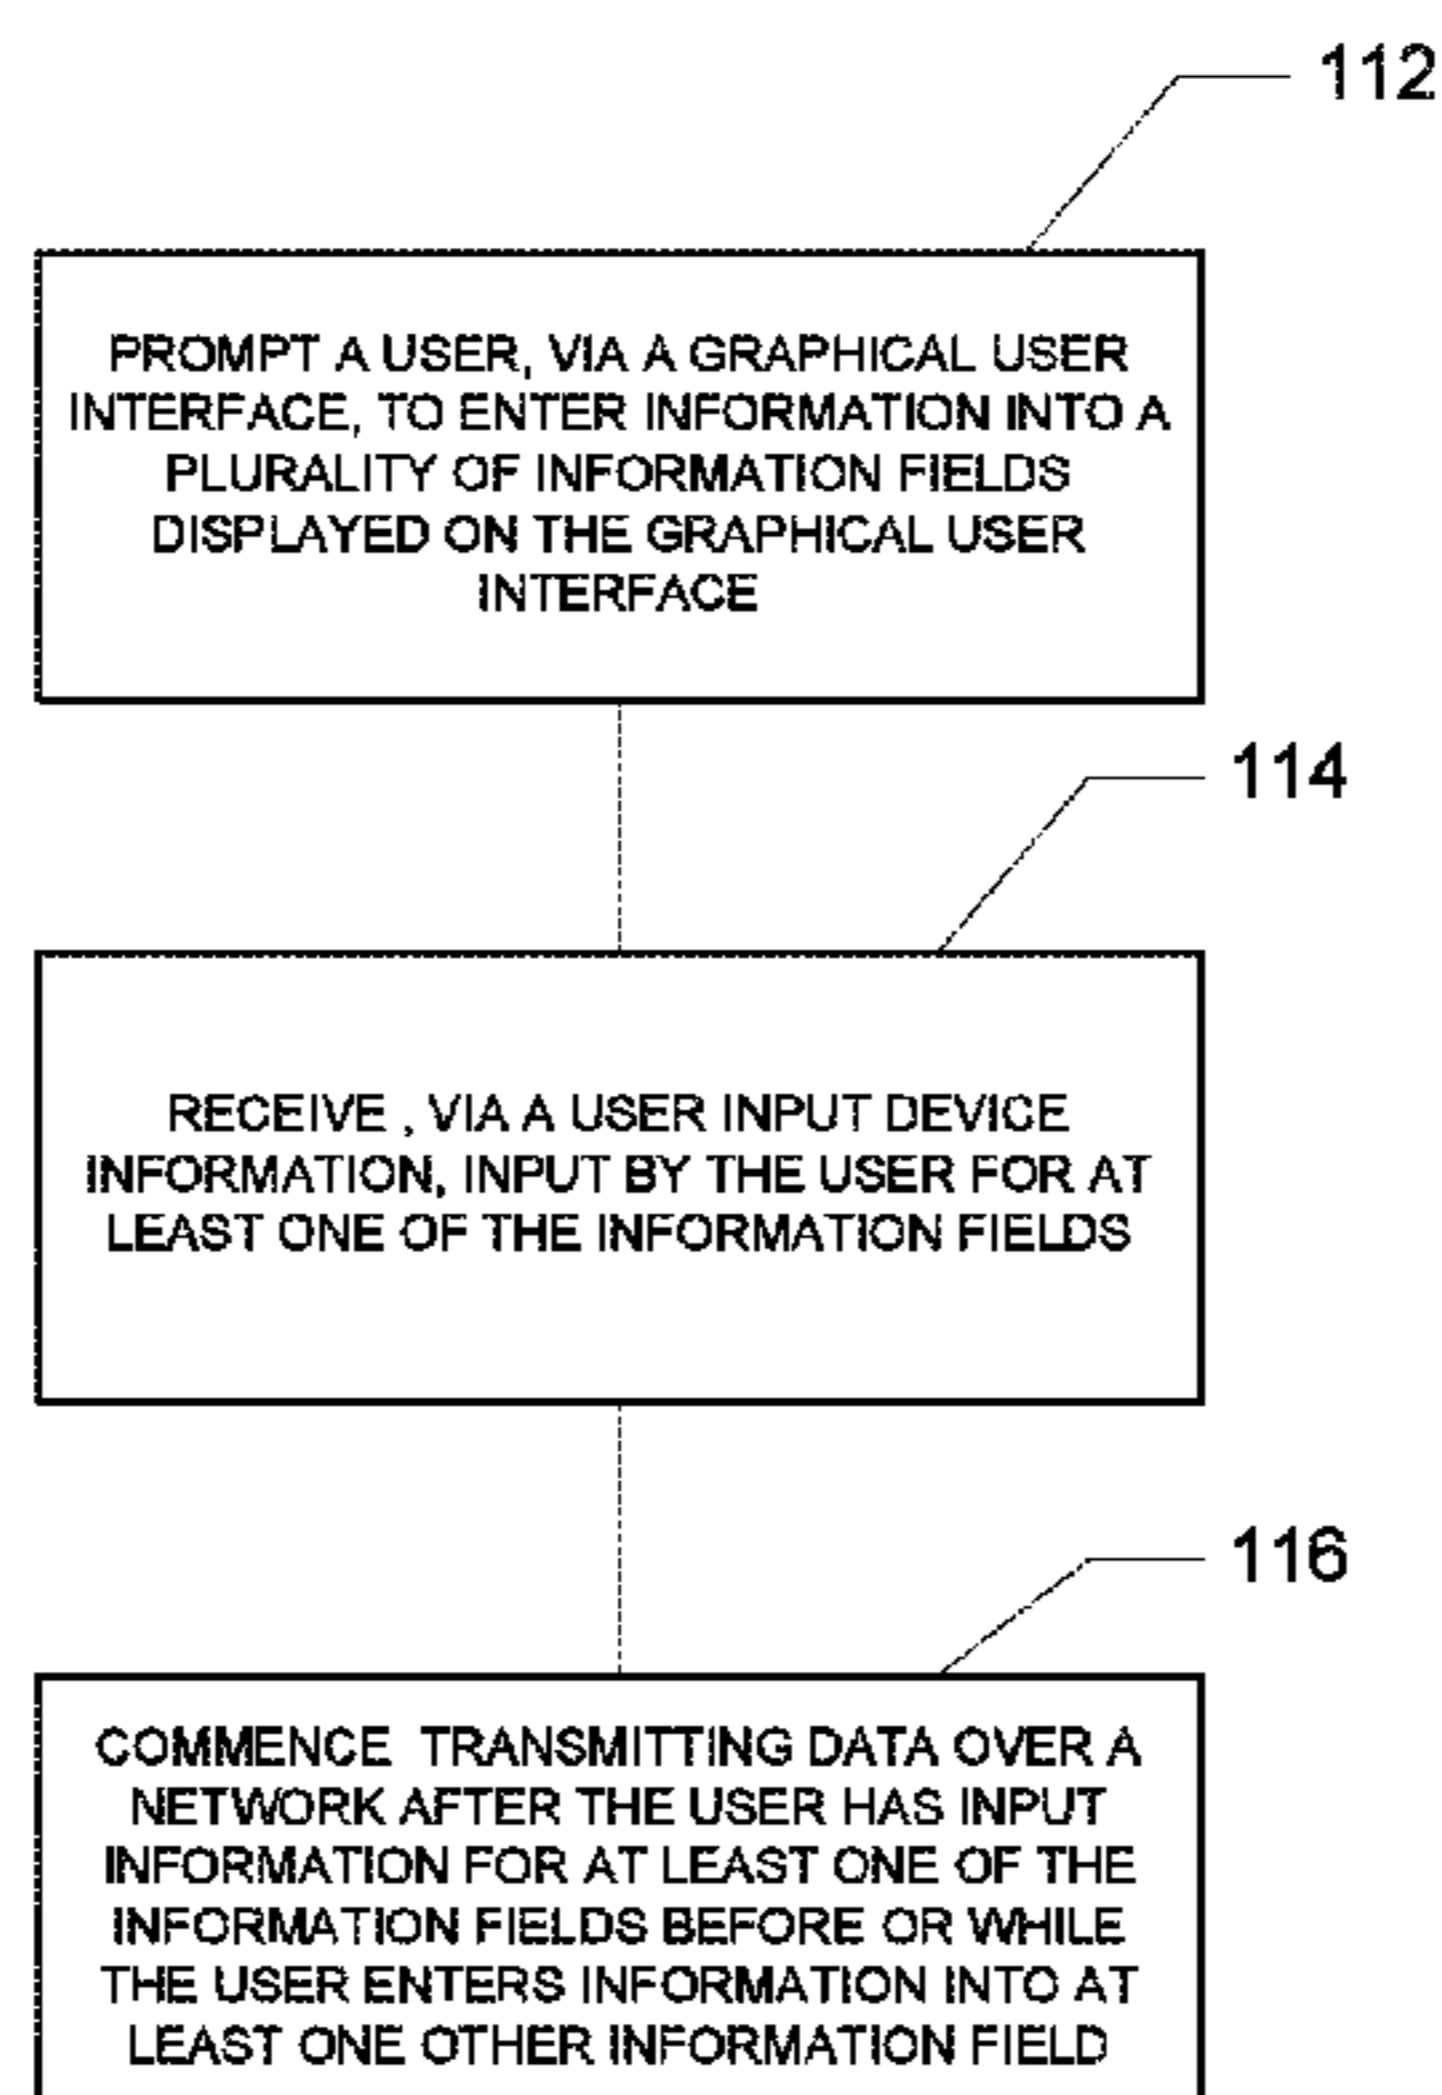 112
PROMPT A USER, VIA A GRAPHICAL USER
INTERFACE, TO ENTER INFORMATION INTO A
PLURALITY OF INFORMATION FIELDS
DISPLAYED ON THE GRAPHICAL USER
INTERFACE
114
RECEIVE , VIA A USER INPUT DEVICE
INFORMATION, INPUT BY THE USER FOR AT
LEAST ONE OF THE INFORMATION FIELDS
116
COMMENCE TRANSMITTING DATA OVER A
NETWORK AFTER THE USER HAS INPUT
INFORMATION FOR AT LEAST ONE OF THE
INFORMATION FIELDS BEFORE OR WHILE
THE USER ENTERS INFORMATION INTO AT
LEAST ONE OTHER INFORMATION FIELD